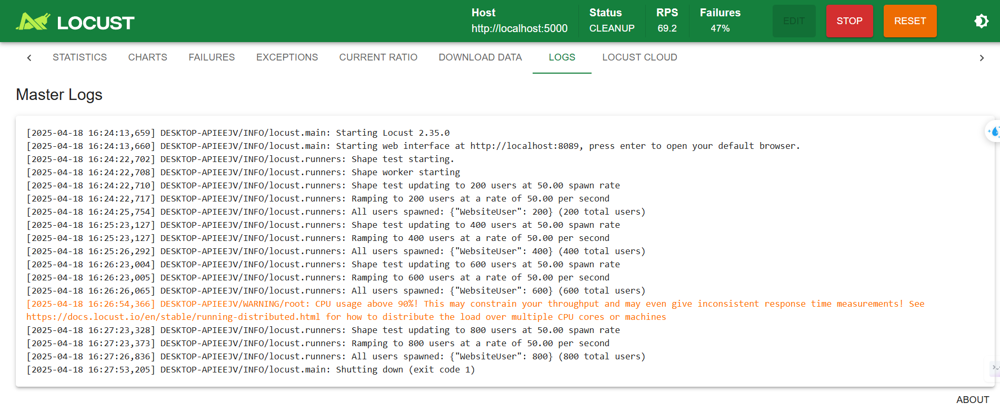 LOCUST
Host
http://localhost:5000
Status
CLEANUP
RPS
69.2
Failures
47%
EDIT
STOP
RESET
STATISTICS
CHARTS
FAILURES
EXCEPTIONS
CURRENT RATIO
DOWNLOAD DATA
LOGS
LOCUST CLOUD
Master Logs
[2025-04-18 16:24:13,659] DESKTOP-APIEEJV/INFO/locust.main: Starting Locust 2.35.0
[2025-04-18 16:24:13,660] DESKTOP-APIEEJV/INFO/locust.main: Starting web interface at http://localhost:8089, press enter to open your default browser.
[2025-04-18 16:24:22,702] DESKTOP-APIEEJV/INFO/locust.runners: Shape test starting.
[2025-04-18 16:24:22,708] DESKTOP-APIEEJV/INFO/locust.runners: Shape worker starting
[2025-04-18 16:24:22,710] DESKTOP-APIEEJV/INFO/locust.runners: Shape test updating to 200 users at 50.00 spawn rate
[2025-04-18 16:24:22,717] DESKTOP-APIEEJV/INFO/locust.runners: Ramping to 200 users at a rate of 50.00 per second
[2025-04-18 16:24:25,754] DESKTOP-APIEEJV/INFO/locust.runners: All users spawned: {"WebsiteUser": 200} (200 total users)
[2025-04-18 16:25:23,127] DESKTOP-APIEEJV/INFO/locust.runners: Shape test updating to 400 users at 50.00 spawn rate
[2025-04-18 16:25:23,127] DESKTOP-APIEEJV/INFO/locust.runners: Ramping to 400 users at a rate of 50.00 per second
[2025-04-18 16:25:26,292] DESKTOP-APIEEJV/INFO/locust.runners: All users spawned: {"WebsiteUser": 400} (400 total users)
[2025-04-18 16:26:23,004] DESKTOP-APIEEJV/INFO/locust.runners: Shape test updating to 600 users at 50.00 spawn rate
[2025-04-18 16:26:23,005] DESKTOP-APIEEJV/INFO/locust.runners: Ramping to 600 users at a rate of 50.00 per second
[2025-04-18 16:26:26,065] DESKTOP-APIEEJV/INFO/locust.runners: All users spawned: {"WebsiteUser": 600} (600 total users)
[2025-04-18 16:26:54,366] DESKTOP-APIEEJV/WARNING/root: CPU usage above 90%! This may constrain your throughput and may even give inconsistent response time measurements! See
https://docs.locust.io/en/stable/running-distributed.html for how to distribute the load over multiple CPU cores or machines
[2025-04-18 16:27:23,328] DESKTOP-APIEEJV/INFO/locust.runners: Shape test updating to 800 users at 50.00 spawn rate
[2025-04-18 16:27:23,373] DESKTOP-APIEEJV/INFO/locust.runners: Ramping to 800 users at a rate of 50.00 per second
[2025-04-18 16:27:26,836] DESKTOP-APIEEJV/INFO/locust.runners: All users spawned: {"WebsiteUser": 800} (800 total users)
[2025-04-18 16:27:53,205] DESKTOP-APIEEJV/INFO/locust.main: Shutting down (exit code 1)
ABOUT